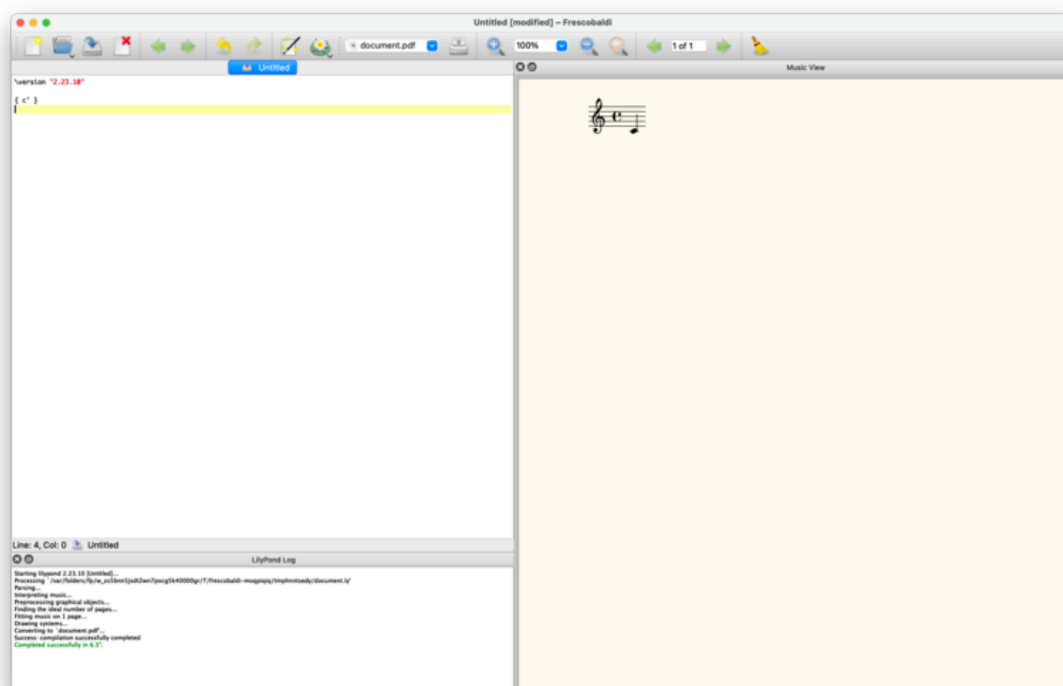 Untitled [modified] – Frescobaldi
document.pdf
100%
1 of 1
Untitled
Music View
\version "2.23.10"
{ c' }
Line: 4, Col: 0 Untitled
LilyPond Log
Starting lilypond 2.23.10 [Untitled]...
Parsing...
Interpreting music...
Preprocessing graphical objects...
Finding the ideal number of pages...
Fitting music on 1 page...
Drawing systems...
Converting to `document.pdf'...
Success: compilation successfully completed
Completed successfully in 6.5".